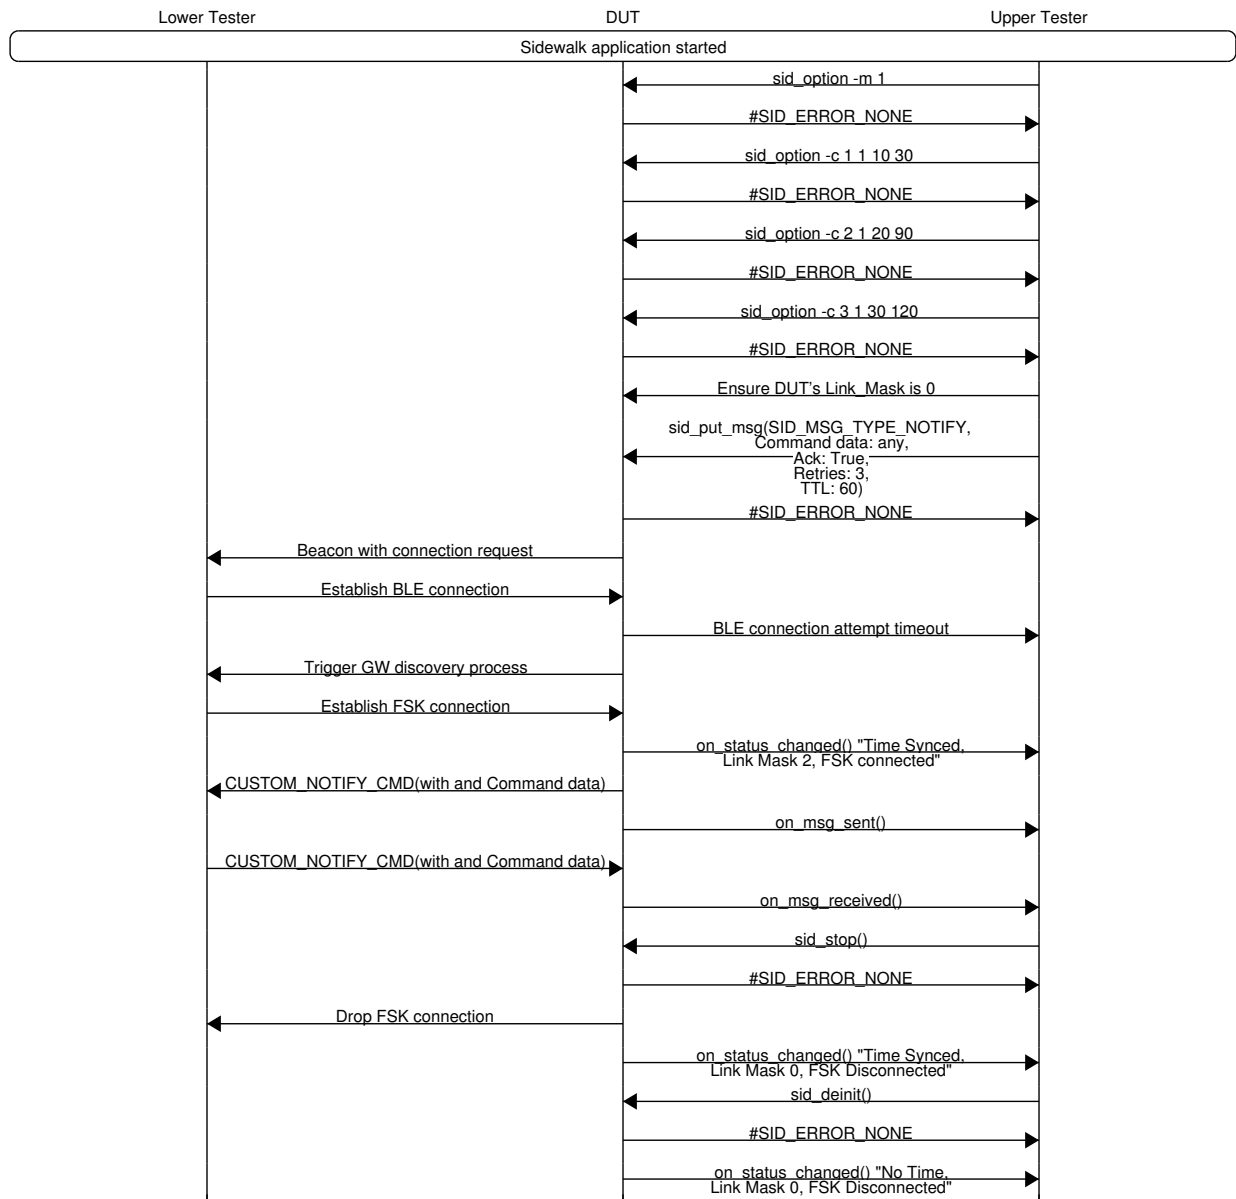 Lower Tester DUT Upper Tester
Sidewalk application started
sid_option -m 1
#SID_ERROR_NONE
sid_option -c 1 1 10 30
#SID_ERROR_NONE
sid_option -c 2 1 20 90
#SID_ERROR_NONE
sid_option -c 3 1 30 120
#SID_ERROR_NONE
Ensure DUT's Link_Mask is 0
sid_put_msg(SID_MSG_TYPE_NOTIFY,
Command data: any,
Ack: True,
Retries: 3,
TTL: 60)
#SID_ERROR_NONE
Beacon with connection request
Establish BLE connection
BLE connection attempt timeout
Trigger GW discovery process
Establish FSK connection
on_status_changed() "Time Synced,
Link Mask 2, FSK connected"
CUSTOM_NOTIFY_CMD(with and Command data)
on_msg_sent()
CUSTOM_NOTIFY_CMD(with and Command data)
on_msg_received()
sid_stop()
#SID_ERROR_NONE
Drop FSK connection
on_status_changed() "Time Synced,
Link Mask 0, FSK Disconnected"
sid_deinit()
#SID_ERROR_NONE
on_status_changed() "No Time,
Link Mask 0, FSK Disconnected"